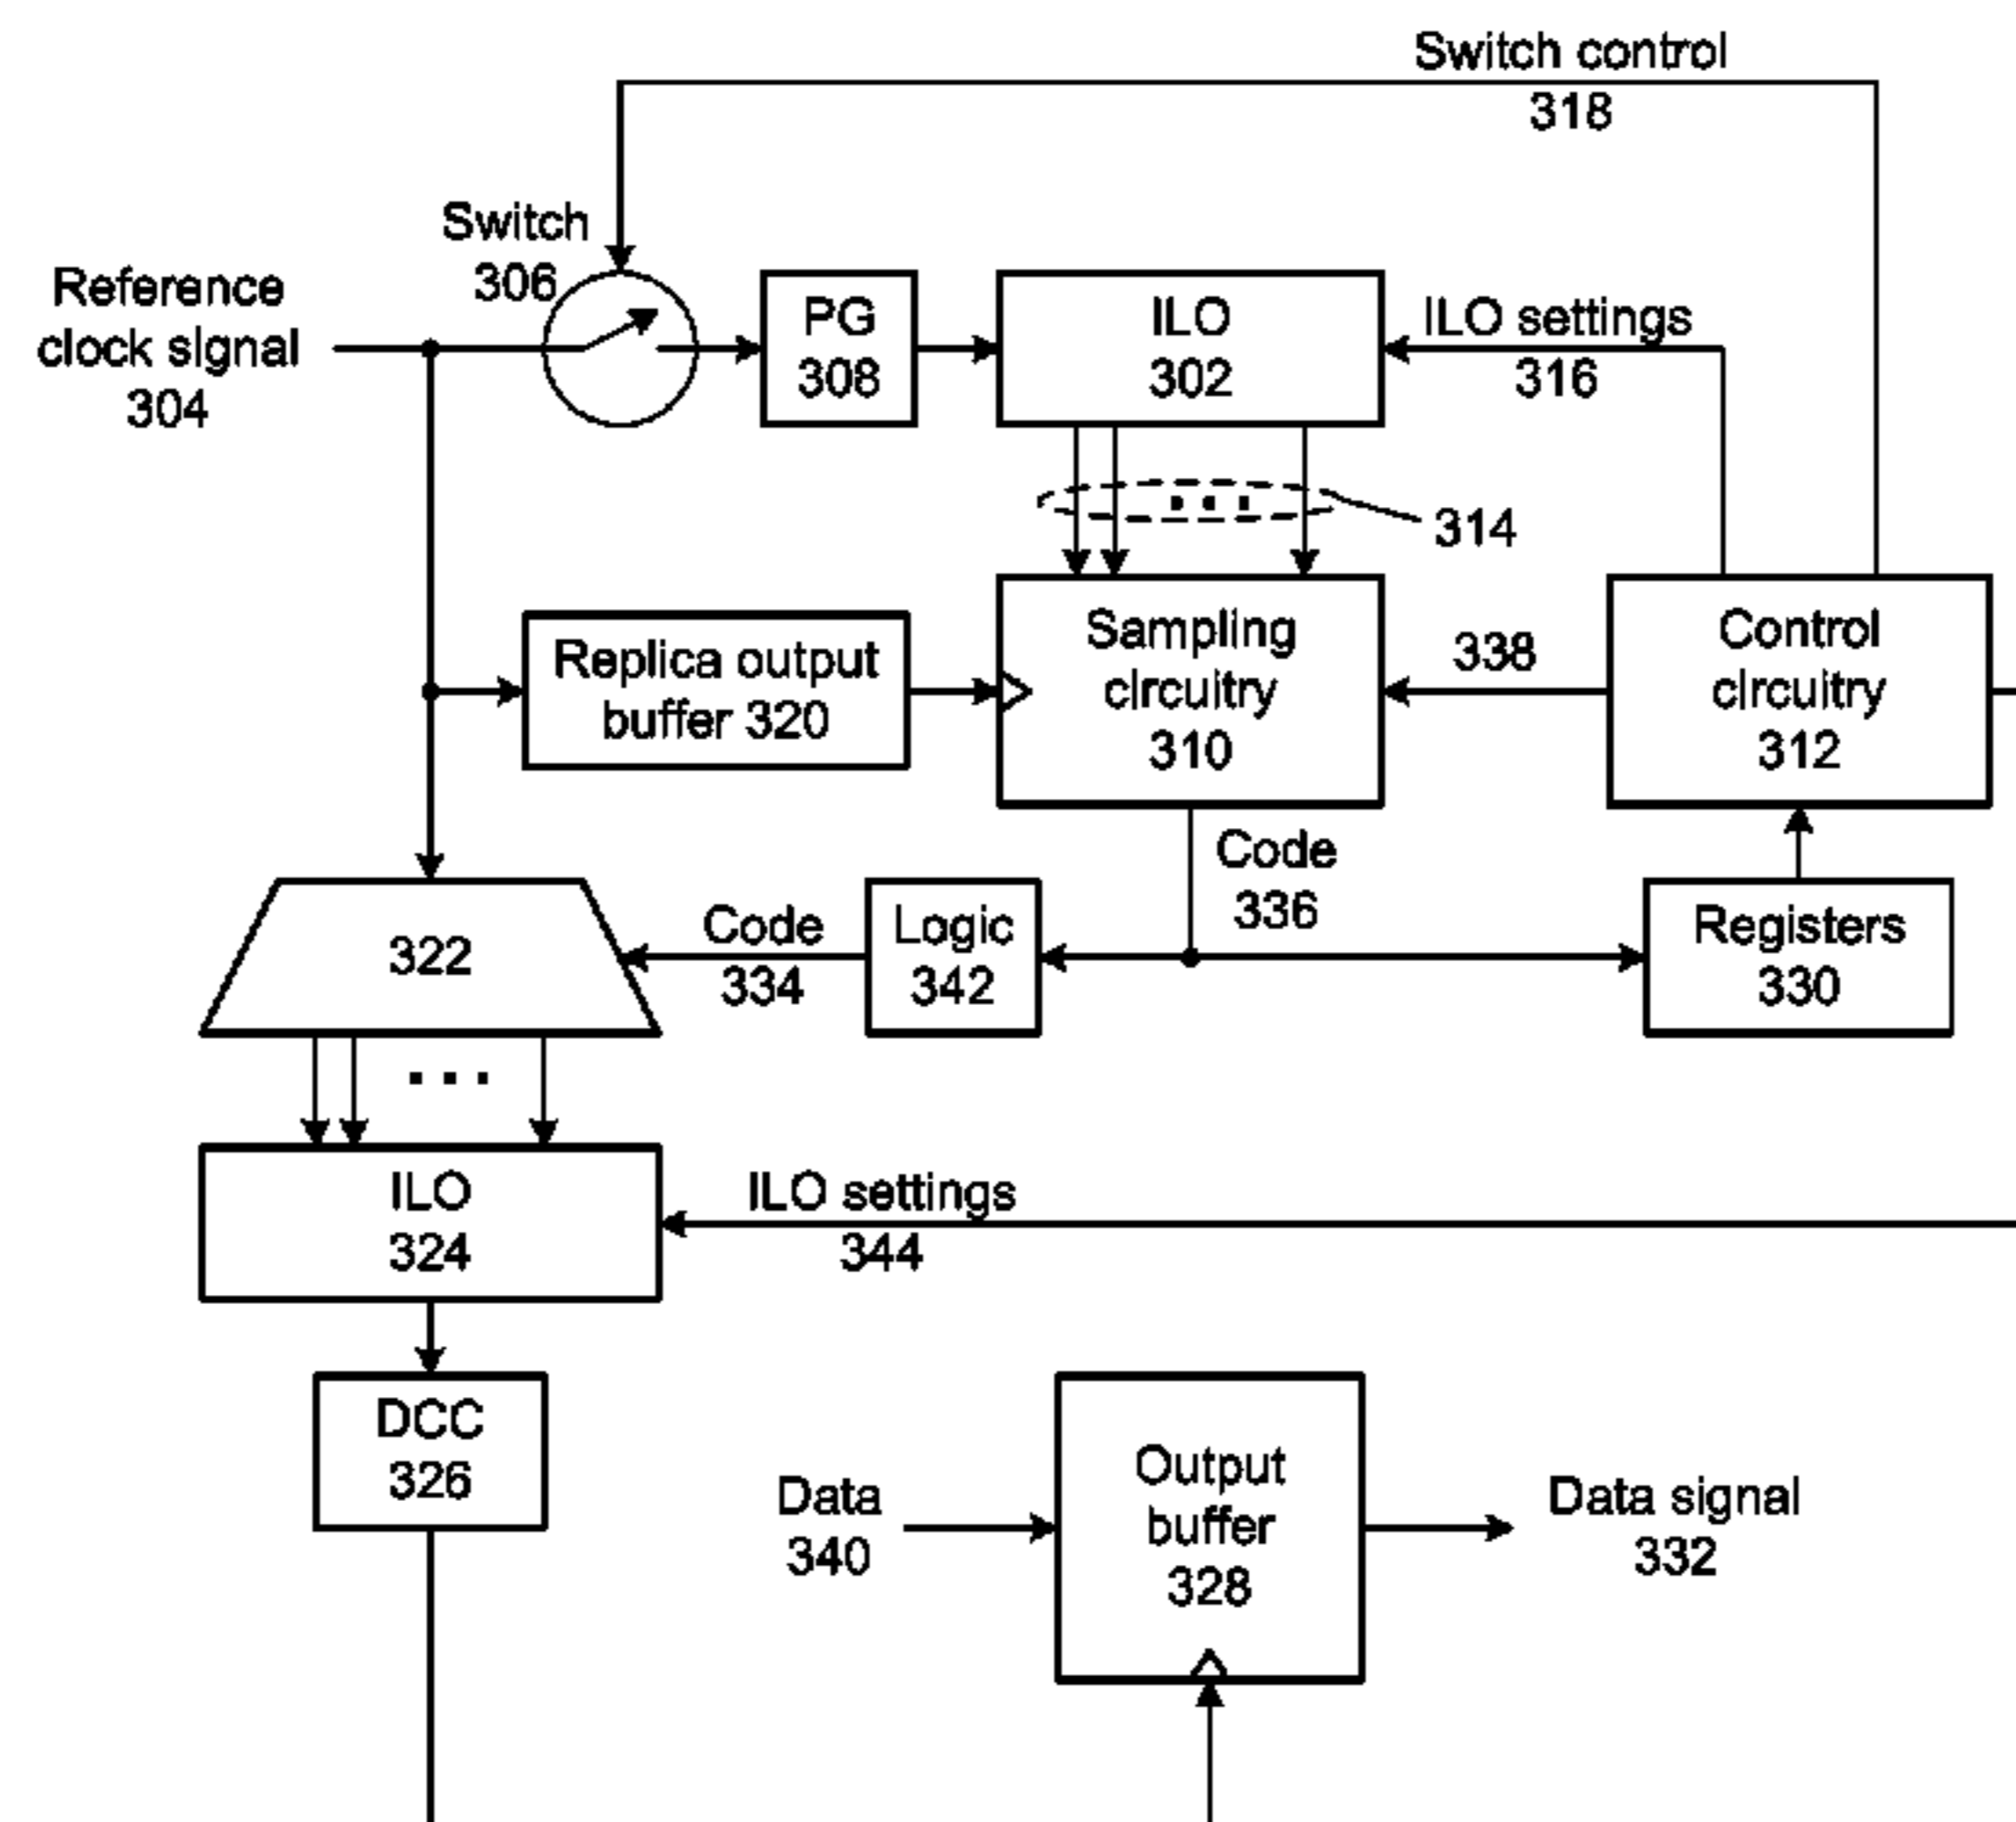 Switch control
318
Switch
306
Reference
clock signal
304
PG
308
ILO
302
ILO settings
316
314
Replica output
buffer 320
Sampling
circuitry
310
338
Control
circuitry
312
Code
336
322
Code
334
Logic
342
Registers
330
ILO
324
ILO settings
344
DCC
326
Data
340
Output
buffer
328
Data signal
332